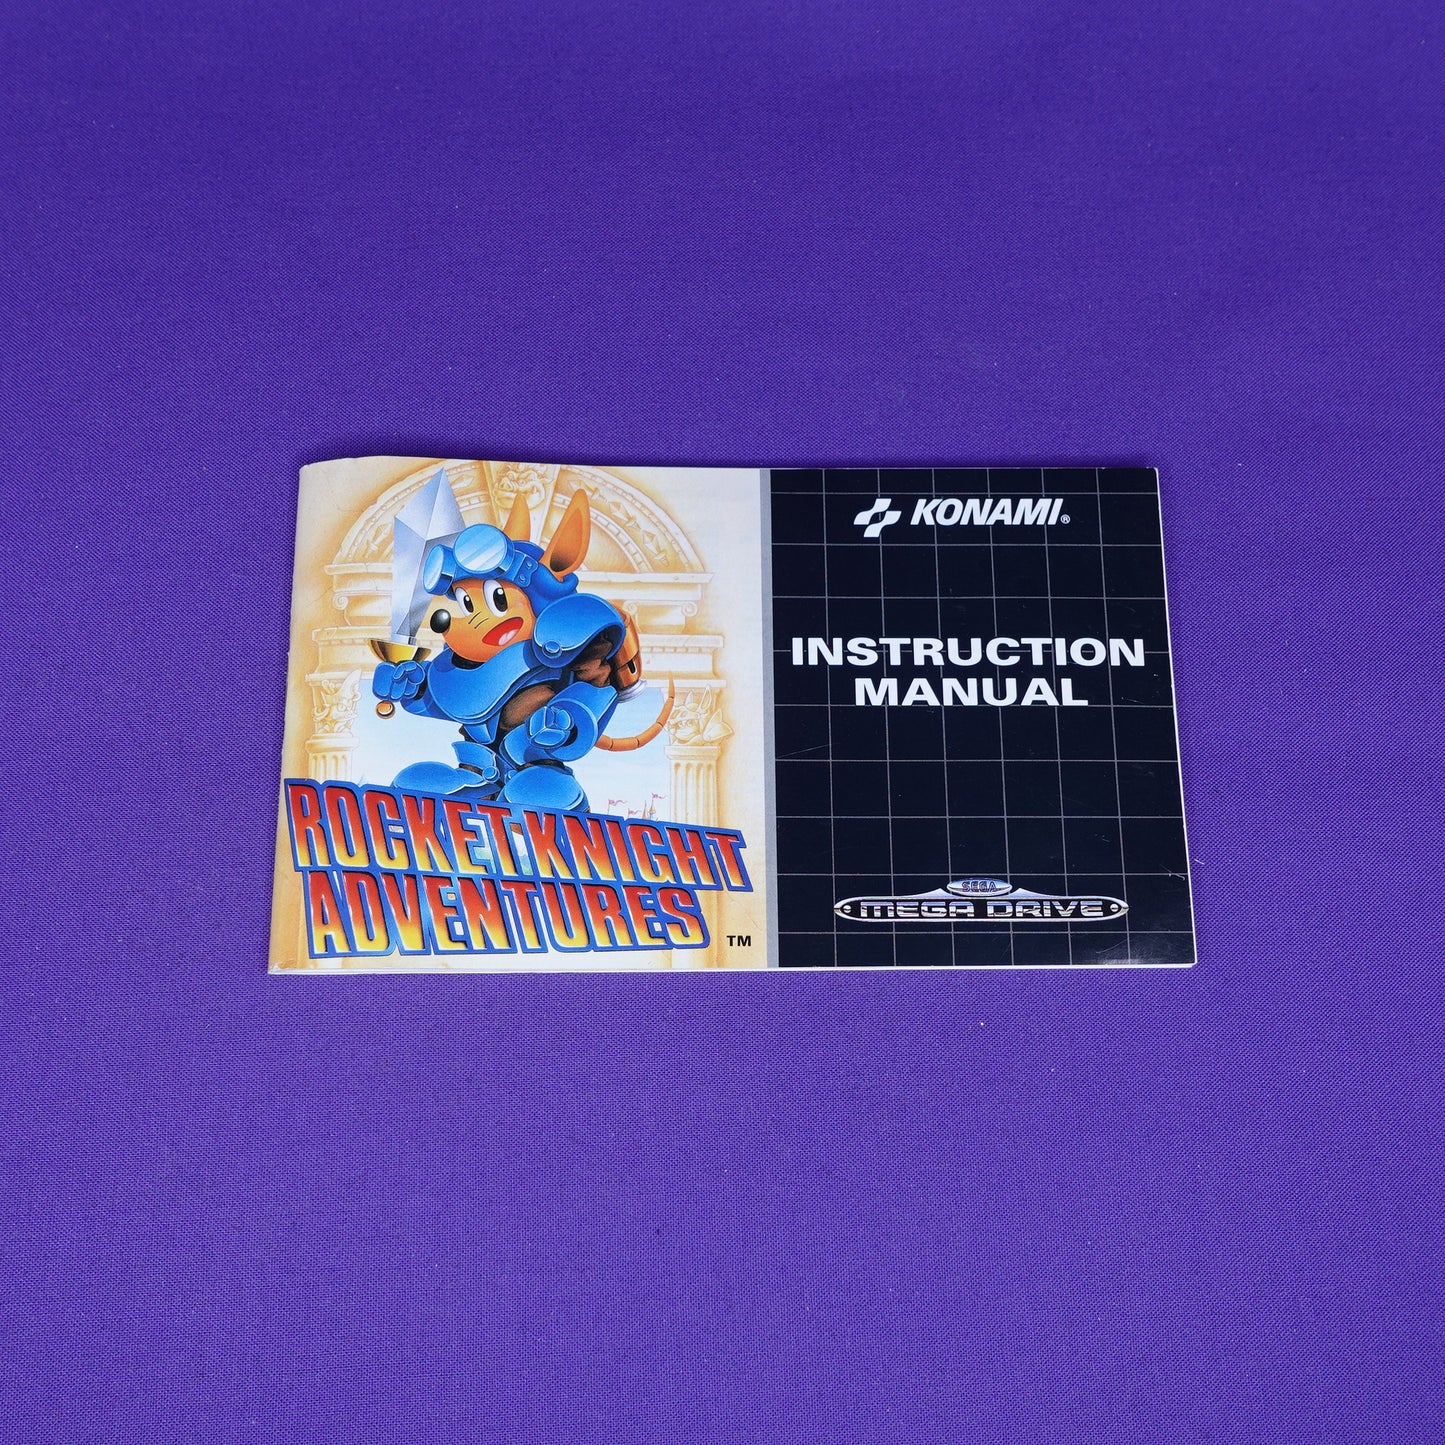 ROCKET KNIGHT
ADVENTURES
TM
KONAMI®
INSTRUCTION
MANUAL
SEGA
MEGA DRIVE